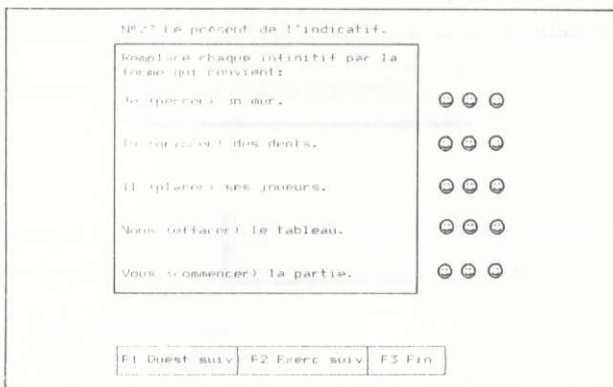 Le présent de l'indicatif.
Remplace chaque infinitif par la
forme qui convient:
Je (percer) un mur.
Tu (grincer) des dents.
Il (placer) ses joueurs.
Nous (effacer) le tableau.
Vous (commencer) la partie.
F1 Quest suiv F2 Exerc suiv F3 Fin